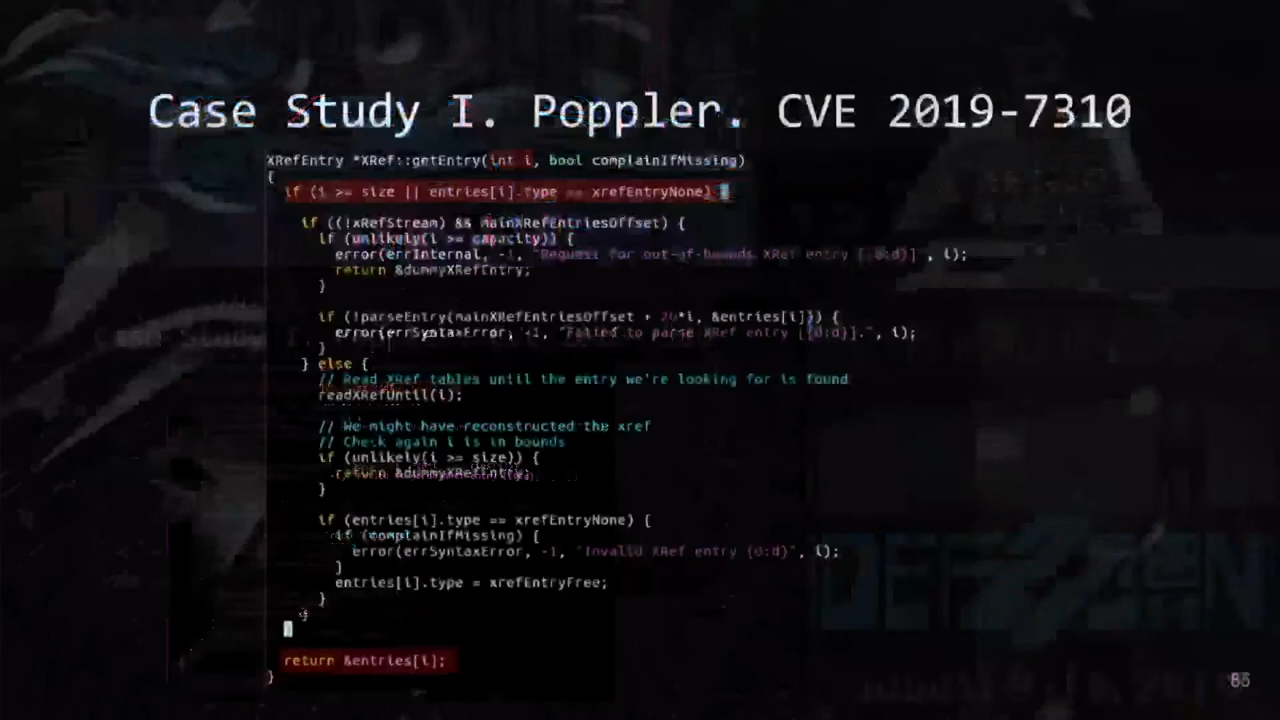 Case Study I. Poppler. CVE 2019-7310
XRefEntry *XRef::getEntry(int i, bool complainIfMissing)
{
if (i >= size || entries[i].type == xrefEntryNone) {
if ((!xRefStream) && mainXRefEntriesOffset) {
if (unlikely(i >= capacity)) {
error(errInternal, -1, "Request for out-of-bounds XRef entry [{0:d}]", i);
return &dummyXRefEntry;
}
if (!parseEntry(mainXRefEntriesOffset + 20*i, &entries[i])) {
error(errSyntaxError, -1, "Failed to parse XRef entry [{0:d}].", i);
}
} else {
// Read XRef tables until the entry we're looking for is found
readXRefUntil(i);
// We might have reconstructed the xref
// Check again i is in bounds
if (unlikely(i >= size)) {
return &dummyXRefEntry;
}
if (entries[i].type == xrefEntryNone) {
if (complainIfMissing) {
error(errSyntaxError, -1, "Invalid XRef entry {0:d}", i);
}
entries[i].type = xrefEntryFree;
}
return &entries[i];
}